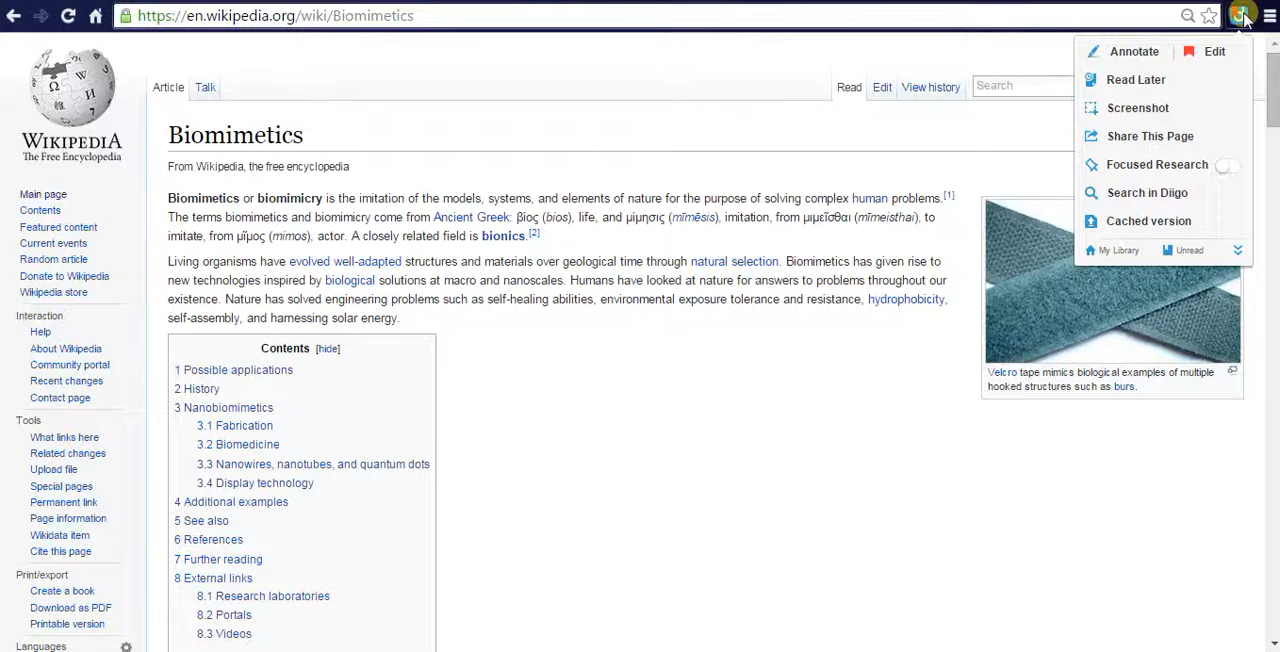 https://en.wikipedia.org/wiki/Biomimetics
Annotate
Edit
Read Later
Screenshot
Share This Page
Focused Research
Search in Diigo
Cached version
My Library
Unread
WIKIPEDIA
The Free Encyclopedia
Main page
Contents
Featured content
Current events
Random article
Donate to Wikipedia
Wikipedia store
Interaction
Help
About Wikipedia
Community portal
Recent changes
Contact page
Tools
What links here
Related changes
Upload file
Special pages
Permanent link
Page information
Wikidata item
Cite this page
Print/export
Create a book
Download as PDF
Printable version
Languages
Article Talk
Read Edit View history Search
Biomimetics
From Wikipedia, the free encyclopedia
Biomimetics or biomimicry is the imitation of the models, systems, and elements of nature for the purpose of solving complex human problems.[1]
The terms biomimetics and biomimicry come from Ancient Greek: βίος (bios), life, and μίμησις (mīmēsis), imitation, from μιμεῖσθαι (mīmeisthai), to
imitate, from μῖμος (mimos), actor. A closely related field is bionics.[2]
Living organisms have evolved well-adapted structures and materials over geological time through natural selection. Biomimetics has given rise to
new technologies inspired by biological solutions at macro and nanoscales. Humans have looked at nature for answers to problems throughout our
existence. Nature has solved engineering problems such as self-healing abilities, environmental exposure tolerance and resistance, hydrophobicity,
self-assembly, and harnessing solar energy.
Contents [hide]
1 Possible applications
2 History
3 Nanobiomimetics
3.1 Fabrication
3.2 Biomedicine
3.3 Nanowires, nanotubes, and quantum dots
3.4 Display technology
4 Additional examples
5 See also
6 References
7 Further reading
8 External links
8.1 Research laboratories
8.2 Portals
8.3 Videos
Velcro tape mimics biological examples of multiple
hooked structures such as burs.